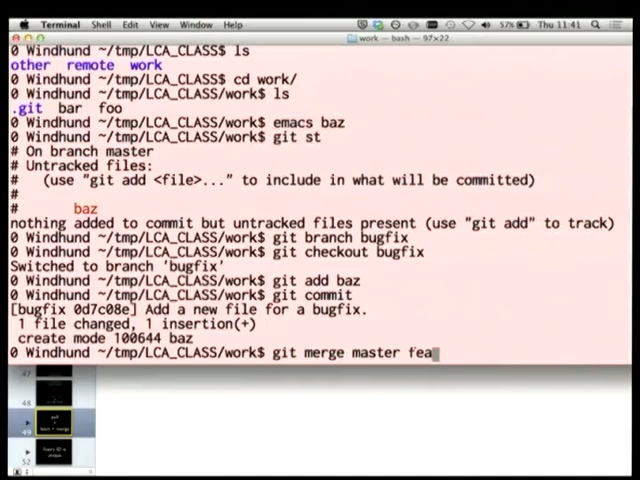 Terminal Shell Edit View Window Help 57% Thu 11:41
work — bash — 97×22
0 Windhund ~/tmp/LCA_CLASS$ ls
other remote work
0 Windhund ~/tmp/LCA_CLASS$ cd work/
0 Windhund ~/tmp/LCA_CLASS/work$ ls
.git bar foo
0 Windhund ~/tmp/LCA_CLASS/work$ emacs baz
0 Windhund ~/tmp/LCA_CLASS/work$ git st
# On branch master
# Untracked files:
# (use "git add <file>..." to include in what will be committed)
#
# baz
nothing added to commit but untracked files present (use "git add" to track)
0 Windhund ~/tmp/LCA_CLASS/work$ git branch bugfix
0 Windhund ~/tmp/LCA_CLASS/work$ git checkout bugfix
Switched to branch 'bugfix'
0 Windhund ~/tmp/LCA_CLASS/work$ git add baz
0 Windhund ~/tmp/LCA_CLASS/work$ git commit
[bugfix 0d7c08e] Add a new file for a bugfix.
1 file changed, 1 insertion(+)
create mode 100644 baz
0 Windhund ~/tmp/LCA_CLASS/work$ git merge master fea
47
48
49
52